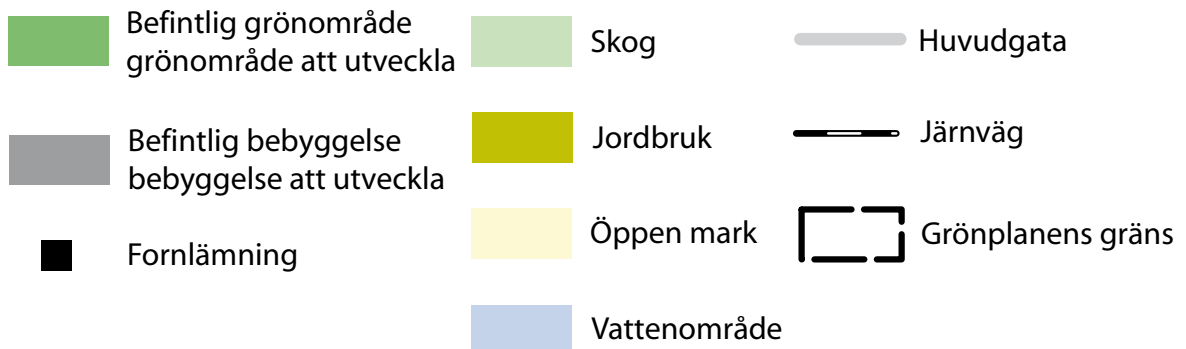 Befintlig grönområde
grönområde att utveckla
Befintlig bebyggelse
bebyggelse att utveckla
Fornlämning
Skog
Jordbruk
Öppen mark
Vattenområde
Huvudgata
Järnväg
Grönplanens gräns